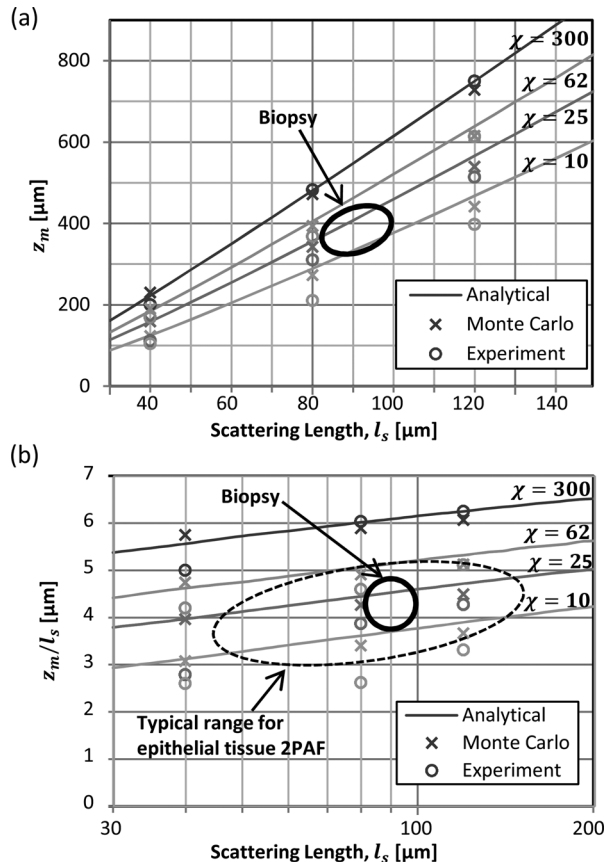 (a)
χ = 300
χ = 62
χ = 25
χ = 10
Biopsy
z_m [μm]
800
600
400
200
0
Analytical
Monte Carlo
Experiment
40 60 80 100 120 140
Scattering Length, l_s [μm]
(b)
χ = 300
χ = 62
χ = 25
χ = 10
Biopsy
z_m/l_s [μm]
7
6
5
4
3
2
1
0
Typical range for
epithelial tissue 2PAF
Analytical
Monte Carlo
Experiment
30 100 200
Scattering Length, l_s [μm]